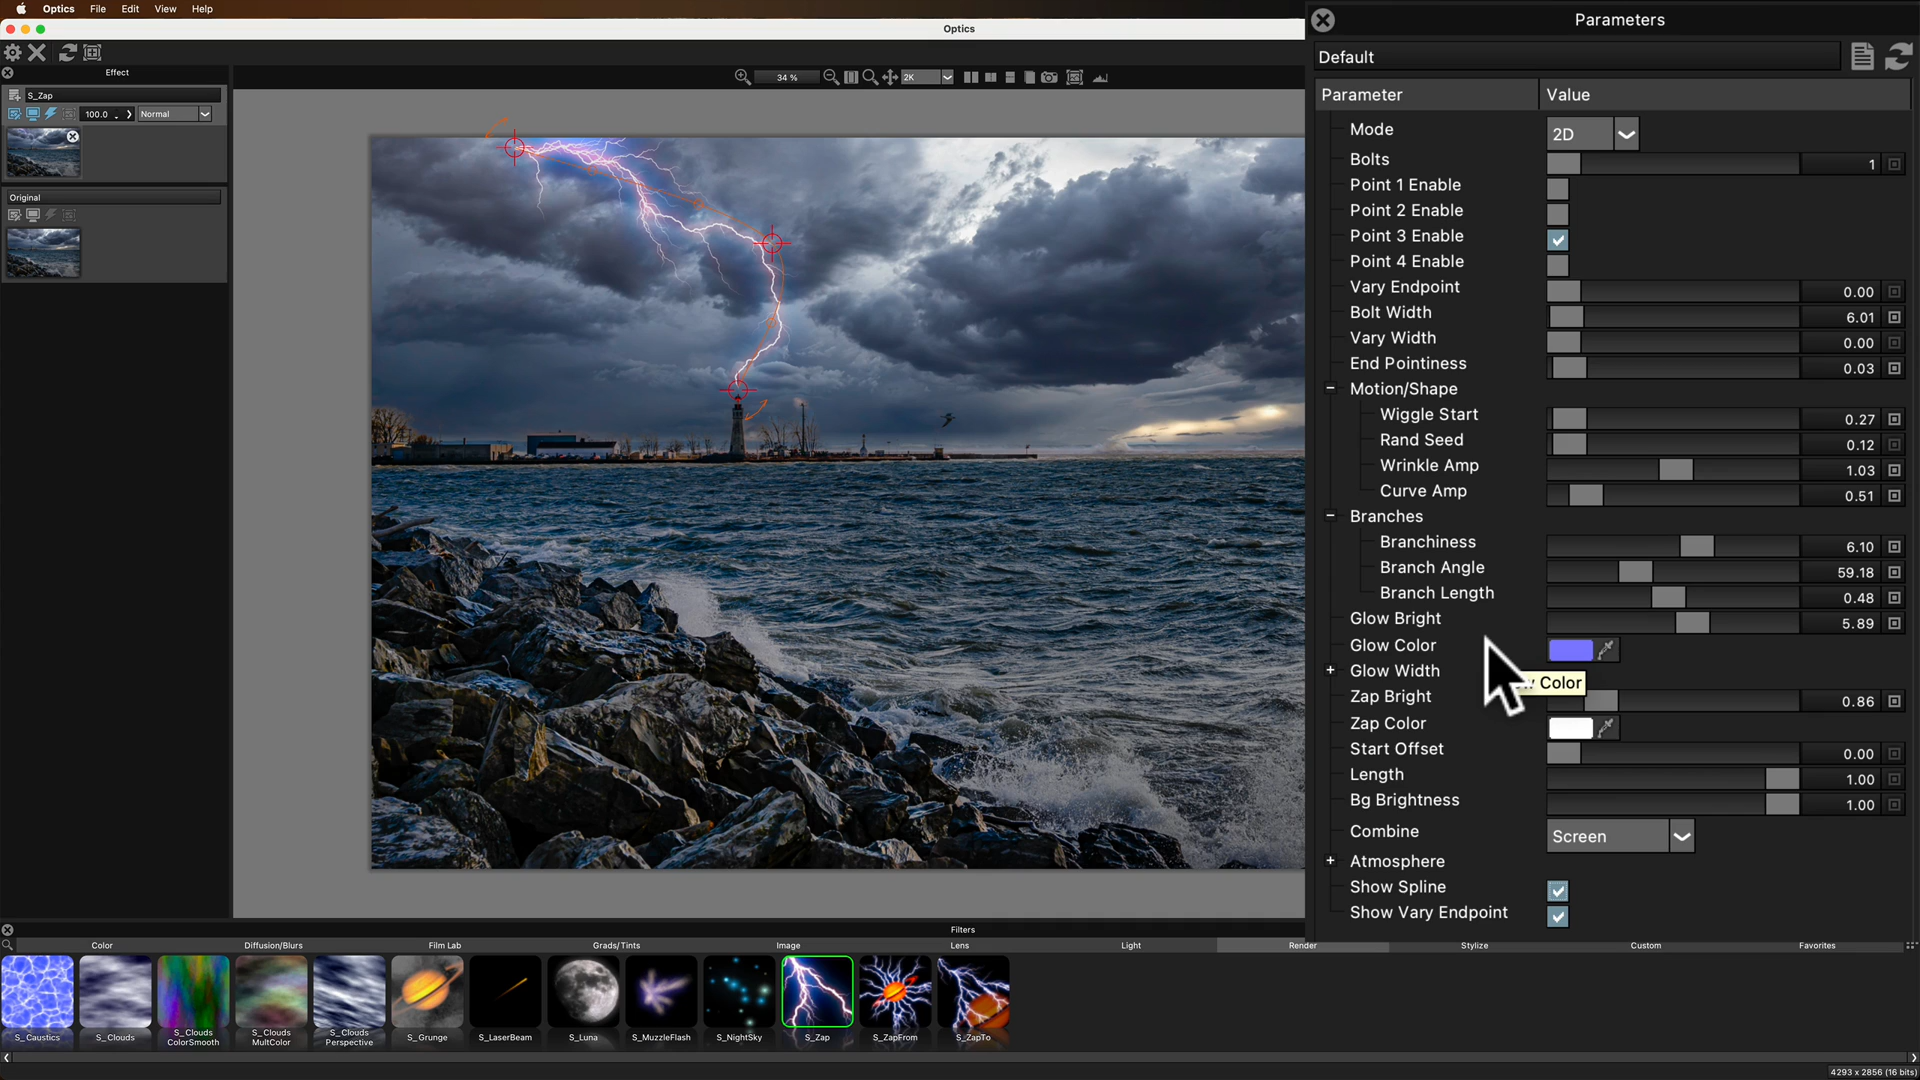 Optics File Edit View Help
Optics
Parameters
Default
Effect
34 %
2K
Parameter Value
S_Zap
100.0 Normal
Mode 2D
Bolts 1
Point 1 Enable
Original
Point 2 Enable
Point 3 Enable
Point 4 Enable
Vary Endpoint 0.00
Bolt Width 6.01
Vary Width 0.00
End Pointiness 0.03
Motion/Shape
Wiggle Start 0.27
Rand Seed 0.12
Wrinkle Amp 1.03
Curve Amp 0.51
Branches
Branchiness 6.10
Branch Angle 59.18
Branch Length 0.48
Glow Bright 5.89
Glow Color
Glow Width
Color
Zap Bright 0.86
Zap Color
Start Offset 0.00
Length 1.00
Bg Brightness 1.00
Combine Screen
Atmosphere
Show Spline
Show Vary Endpoint
Filters
Color Diffusion/Blurs Film Lab Grads/Tints Image Lens Light Render Stylize Custom Favorites
S_Caustics
S_Clouds
S_Clouds
ColorSmooth
S_Clouds
MultColor
S_Clouds
Perspective
S_Grunge
S_LaserBeam
S_Luna
S_MuzzleFlash
S_NightSky
S_Zap
S_ZapFrom
S_ZapTo
4293 x 2856 (16 bits)